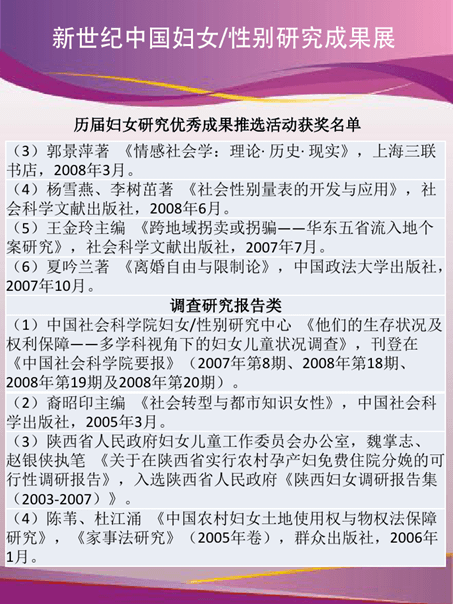 新世纪中国妇女/性别研究成果展
历届妇女研究优秀成果推选活动获奖名单
（3）郭景萍著 《情感社会学：理论· 历史· 现实》，上海三联
书店，2008年3月。
（4）杨雪燕、李树茁著 《社会性别量表的开发与应用》，社
会科学文献出版社，2008年6月。
（5）王金玲主编 《跨地域拐卖或拐骗——华东五省流入地个
案研究》，社会科学文献出版社，2007年7月。
（6）夏吟兰著 《离婚自由与限制论》，中国政法大学出版社，
2007年10月。
调查研究报告类
（1）中国社会科学院妇女/性别研究中心 《他们的生存状况及
权利保障——多学科视角下的妇女儿童状况调查》，刊登在
《中国社会科学院要报》（2007年第8期、2008年第18期、
2008年第19期及2008年第20期）。
（2）裔昭印主编 《社会转型与都市知识女性》，中国社会科
学出版社，2005年3月。
（3）陕西省人民政府妇女儿童工作委员会办公室，魏掌志、
赵银侠执笔 《关于在陕西省实行农村孕产妇免费住院分娩的可
行性调研报告》，入选陕西省人民政府《陕西妇女调研报告集
（2003-2007）》。
（4）陈苇、杜江涌 《中国农村妇女土地使用权与物权法保障
研究》，《家事法研究》（2005年卷），群众出版社，2006年
1月。